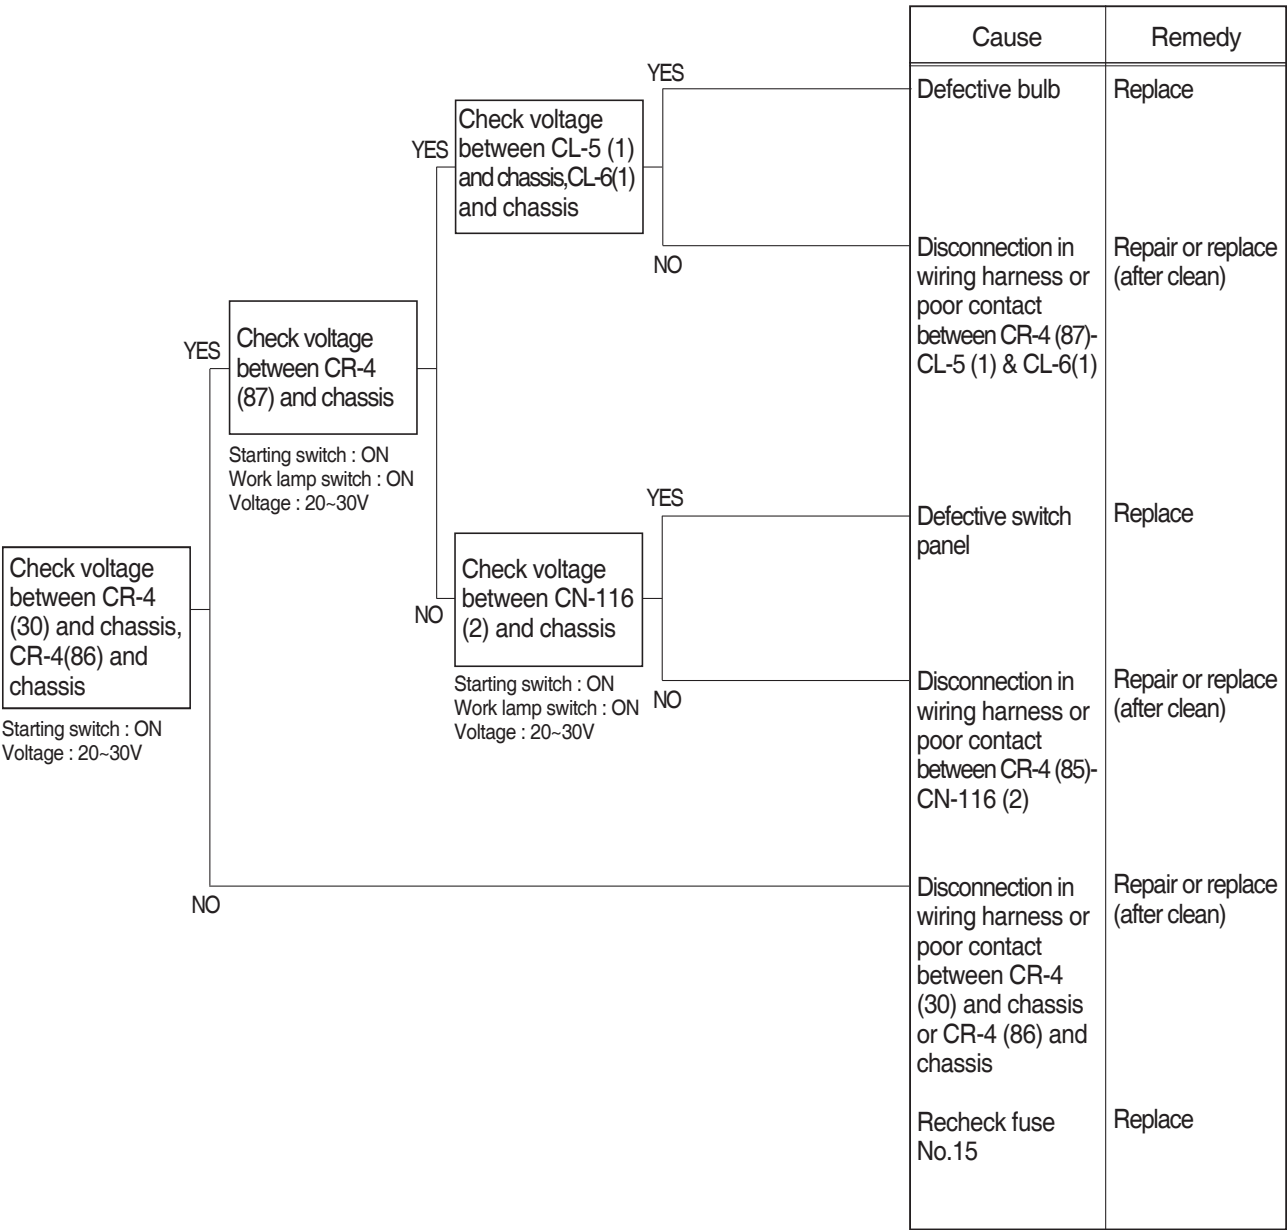 Cause
Remedy
YES
Defective bulb
Replace
Check voltage
between CL-5 (1)
and chassis,CL-6(1)
and chassis
YES
NO
Disconnection in
wiring harness or
poor contact
between CR-4 (87)-
CL-5 (1) & CL-6(1)
Repair or replace
(after clean)
YES
Check voltage
between CR-4
(87) and chassis
Starting switch : ON
Work lamp switch : ON
Voltage : 20~30V
YES
Defective switch
panel
Replace
Check voltage
between CR-4
(30) and chassis,
CR-4(86) and
chassis
Starting switch : ON
Voltage : 20~30V
NO
Check voltage
between CN-116
(2) and chassis
Starting switch : ON
Work lamp switch : ON
Voltage : 20~30V
NO
Disconnection in
wiring harness or
poor contact
between CR-4 (85)-
CN-116 (2)
Repair or replace
(after clean)
NO
Disconnection in
wiring harness or
poor contact
between CR-4
(30) and chassis
or CR-4 (86) and
chassis
Repair or replace
(after clean)
Recheck fuse
No.15
Replace